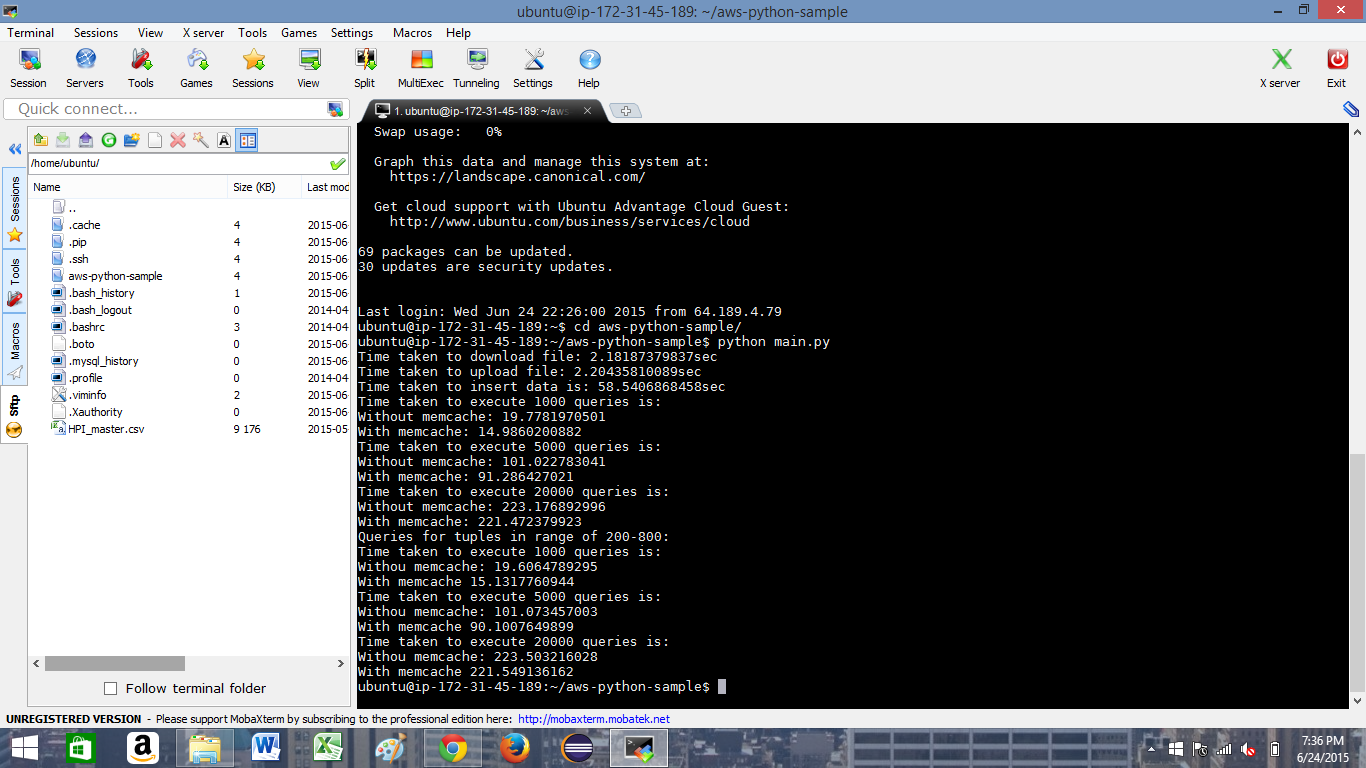 ubuntu@ip-172-31-45-189: ~/aws-python-sample
Terminal Sessions View X server Tools Games Settings Macros Help
Session Servers Tools Games Sessions View Split MultiExec Tunneling Settings Help X server Exit
Quick connect...
1. ubuntu@ip-172-31-45-189: ~/aws
/home/ubuntu/
Name Size (KB) Last mod
..
.cache 4 2015-06
.pip 4 2015-06
.ssh 4 2015-06
aws-python-sample 4 2015-06
.bash_history 1 2015-06
.bash_logout 0 2014-04
.bashrc 3 2014-04
.boto 0 2015-06
.mysql_history 0 2015-06
.profile 0 2014-04
.viminfo 2 2015-06
.Xauthority 0 2015-06
HPI_master.csv 9 176 2015-05
Sessions
Tools
Macros
Sftp
Follow terminal folder
Swap usage: 0%
Graph this data and manage this system at:
https://landscape.canonical.com/
Get cloud support with Ubuntu Advantage Cloud Guest:
http://www.ubuntu.com/business/services/cloud
69 packages can be updated.
30 updates are security updates.
Last login: Wed Jun 24 22:26:00 2015 from 64.189.4.79
ubuntu@ip-172-31-45-189:~$ cd aws-python-sample/
ubuntu@ip-172-31-45-189:~/aws-python-sample$ python main.py
Time taken to download file: 2.18187379837sec
Time taken to upload file: 2.20435810089sec
Time taken to insert data is: 58.5406868458sec
Time taken to execute 1000 queries is:
Without memcache: 19.7781970501
With memcache: 14.9860200882
Time taken to execute 5000 queries is:
Without memcache: 101.022783041
With memcache: 91.286427021
Time taken to execute 20000 queries is:
Without memcache: 223.176892996
With memcache: 221.472379923
Queries for tuples in range of 200-800:
Time taken to execute 1000 queries is:
Withou memcache: 19.6064789295
With memcache 15.1317760944
Time taken to execute 5000 queries is:
Withou memcache: 101.073457003
With memcache 90.1007649899
Time taken to execute 20000 queries is:
Withou memcache: 223.503216028
With memcache 221.549136162
ubuntu@ip-172-31-45-189:~/aws-python-sample$
UNREGISTERED VERSION - Please support MobaXterm by subscribing to the professional edition here: http://mobaxterm.mobatek.net
7:36 PM
6/24/2015